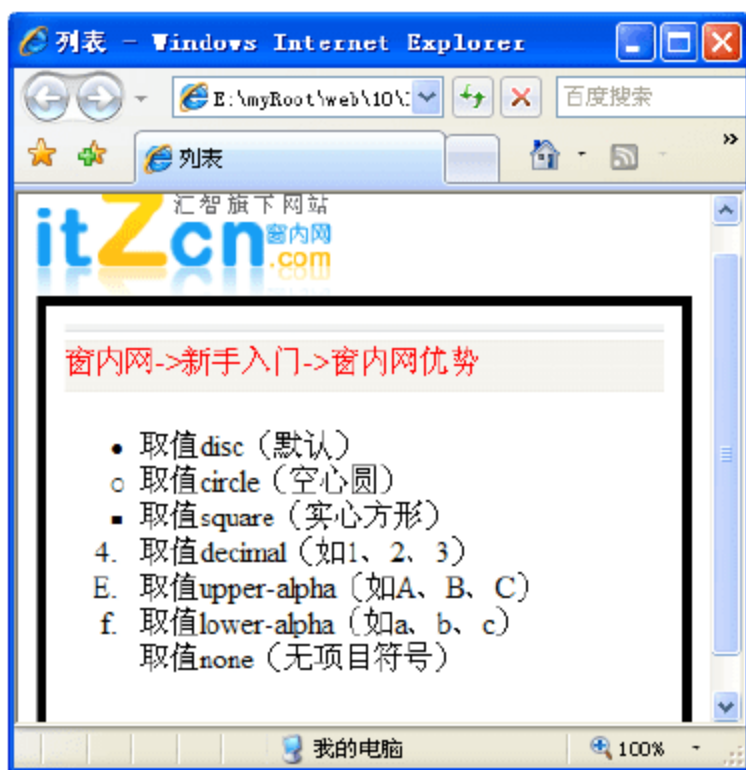 列表 - Windows Internet Explorer
E:\myRoot\web\10\
百度搜索
列表
»
汇智旗下网站
itZcn窗内网
.com
窗内网->新手入门->窗内网优势
• 取值disc（默认）
○ 取值circle（空心圆）
▪ 取值square（实心方形）
4. 取值decimal（如1、2、3）
E. 取值upper-alpha（如A、B、C）
f. 取值lower-alpha（如a、b、c）
取值none（无项目符号）
我的电脑
100%